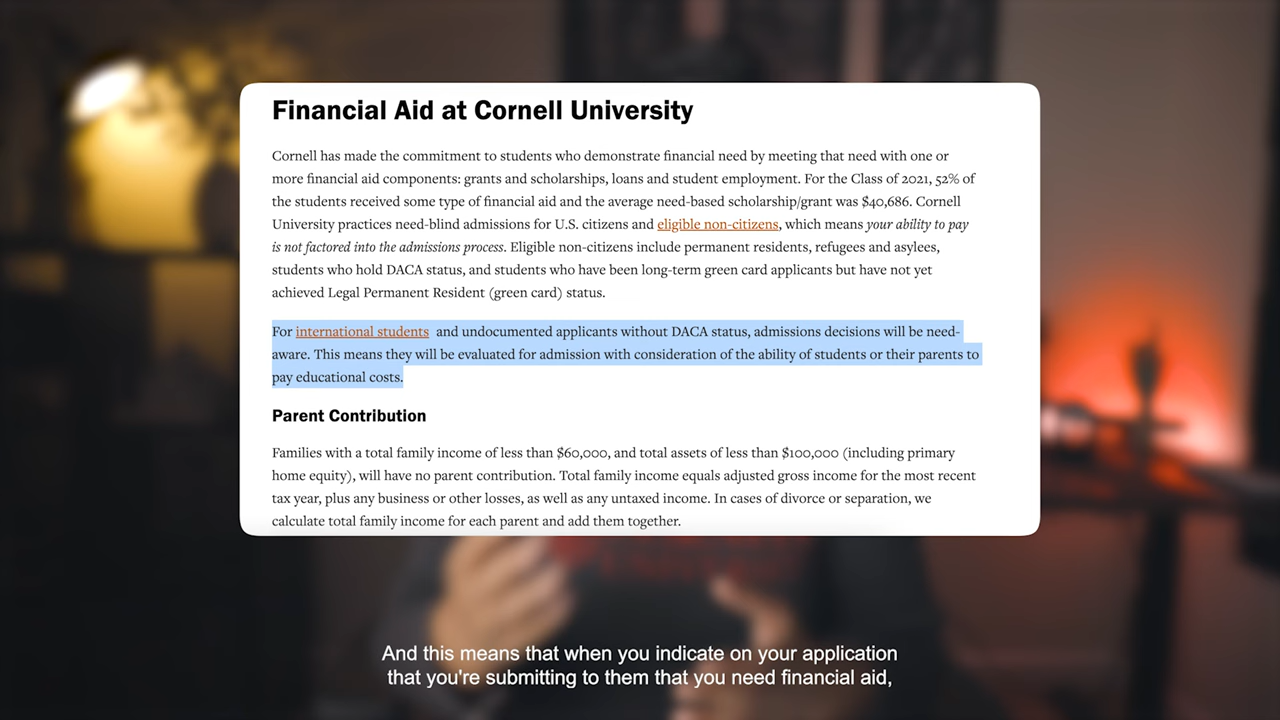 Financial Aid at Cornell University
Cornell has made the commitment to students who demonstrate financial need by meeting that need with one or
more financial aid components: grants and scholarships, loans and student employment. For the Class of 2021, 52% of
the students received some type of financial aid and the average need-based scholarship/grant was $40,686. Cornell
University practices need-blind admissions for U.S. citizens and eligible non-citizens, which means your ability to pay
is not factored into the admissions process. Eligible non-citizens include permanent residents, refugees and asylees,
students who hold DACA status, and students who have been long-term green card applicants but have not yet
achieved Legal Permanent Resident (green card) status.
For international students and undocumented applicants without DACA status, admissions decisions will be need-
aware. This means they will be evaluated for admission with consideration of the ability of students or their parents to
pay educational costs.
Parent Contribution
Families with a total family income of less than $60,000, and total assets of less than $100,000 (including primary
home equity), will have no parent contribution. Total family income equals adjusted gross income for the most recent
tax year, plus any business or other losses, as well as any untaxed income. In cases of divorce or separation, we
calculate total family income for each parent and add them together.
And this means that when you indicate on your application
that you're submitting to them that you need financial aid,